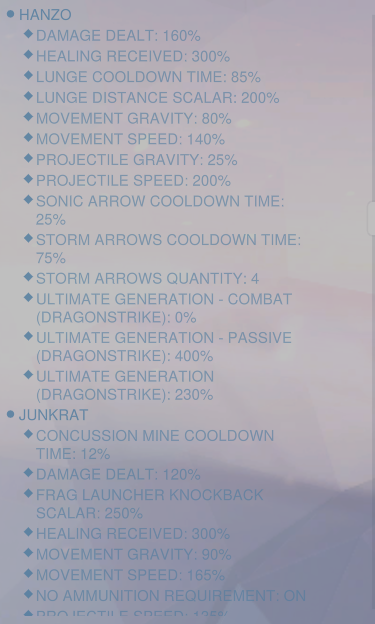 HANZO
DAMAGE DEALT: 160%
HEALING RECEIVED: 300%
LUNGE COOLDOWN TIME: 85%
LUNGE DISTANCE SCALAR: 200%
MOVEMENT GRAVITY: 80%
MOVEMENT SPEED: 140%
PROJECTILE GRAVITY: 25%
PROJECTILE SPEED: 200%
SONIC ARROW COOLDOWN TIME:
25%
STORM ARROWS COOLDOWN TIME:
75%
STORM ARROWS QUANTITY: 4
ULTIMATE GENERATION - COMBAT
(DRAGONSTRIKE): 0%
ULTIMATE GENERATION - PASSIVE
(DRAGONSTRIKE): 400%
ULTIMATE GENERATION
(DRAGONSTRIKE): 230%
JUNKRAT
CONCUSSION MINE COOLDOWN
TIME: 12%
DAMAGE DEALT: 120%
FRAG LAUNCHER KNOCKBACK
SCALAR: 250%
HEALING RECEIVED: 300%
MOVEMENT GRAVITY: 90%
MOVEMENT SPEED: 165%
NO AMMUNITION REQUIREMENT: ON
PROJECTILE SPEED: